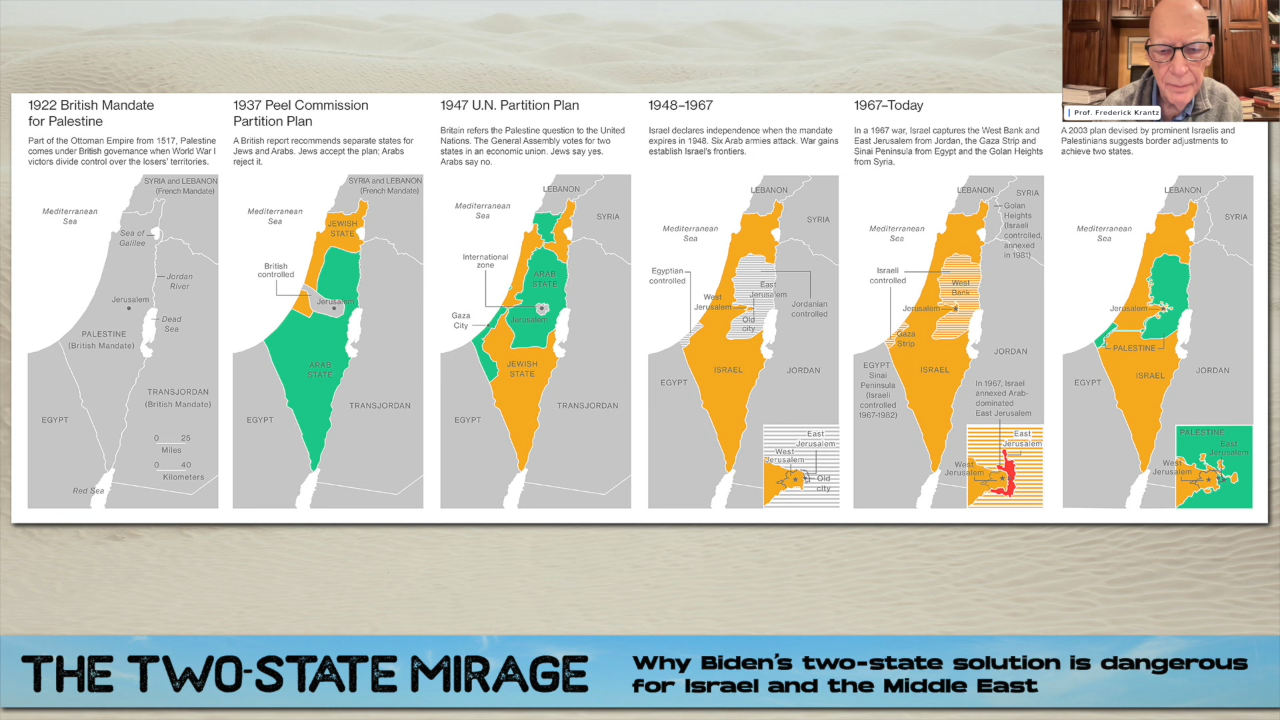 Prof. Frederick Krantz
1922 British Mandate
for Palestine
Part of the Ottoman Empire from 1517, Palestine
comes under British governance when World War I
victors divide control over the losers' territories.
SYRIA AND LEBANON
(French Mandate)
Mediterranean
Sea
Sea of
Galilee
Jordan
River
Jerusalem
Dead
Sea
PALESTINE
(British Mandate)
TRANSJORDAN
(British Mandate)
EGYPT
0 25
Miles
0 40
Kilometers
Red Sea
1937 Peel Commission
Partition Plan
A British report recommends separate states for
Jews and Arabs. Jews accept the plan; Arabs
reject it.
SYRIA AND LEBANON
(French Mandate)
Mediterranean
Sea
JEWISH
STATE
British
controlled
Jerusalem
ARAB
STATE
EGYPT
TRANSJORDAN
1947 U.N. Partition Plan
Britain refers the Palestine question to the United
Nations. The General Assembly votes for two
states in an economic union. Jews say yes.
Arabs say no.
LEBANON
Mediterranean
Sea
SYRIA
International
zone
ARAB
STATE
Gaza
City
Jerusalem
JEWISH
STATE
TRANSJORDAN
EGYPT
1948–1967
Israel declares independence when the mandate
expires in 1948. Six Arab armies attack. War gains
establish Israel's frontiers.
LEBANON
SYRIA
Mediterranean
Sea
Egyptian
controlled
East
Jerusalem
West
Jerusalem
Jordanian
controlled
Old
city
ISRAEL
JORDAN
EGYPT
East
Jerusalem
West
Jerusalem
Old
city
1967–Today
In a 1967 war, Israel captures the West Bank and
East Jerusalem from Jordan, the Gaza Strip and
Sinai Peninsula from Egypt and the Golan Heights
from Syria.
LEBANON
SYRIA
Golan
Heights
(Israeli
controlled,
annexed
in 1981)
Mediterranean
Sea
Israeli
controlled
West
Bank
Jerusalem
Gaza
Strip
JORDAN
EGYPT
Sinai
Peninsula
(Israeli
controlled
1967-1982)
ISRAEL
In 1967, Israel
annexed Arab-
dominated
East Jerusalem
East
Jerusalem
West
Jerusalem
A 2003 plan devised by prominent Israelis and
Palestinians suggests border adjustments to
achieve two states.
LEBANON
SYRIA
Mediterranean
Sea
Jerusalem
PALESTINE
ISRAEL
JORDAN
EGYPT
PALESTINE
East
Jerusalem
West
Jerusalem
THE TWO-STATE MIRAGE
Why Biden's two-state solution is dangerous
for Israel and the Middle East